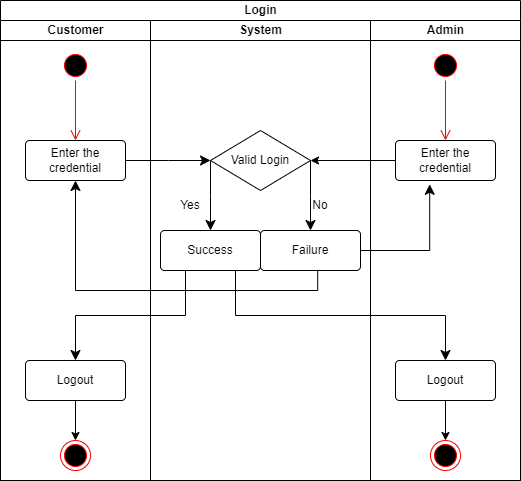 Login
Customer
System
Admin
Enter the
credential
Valid Login
Enter the
credential
Yes
No
Success
Failure
Logout
Logout